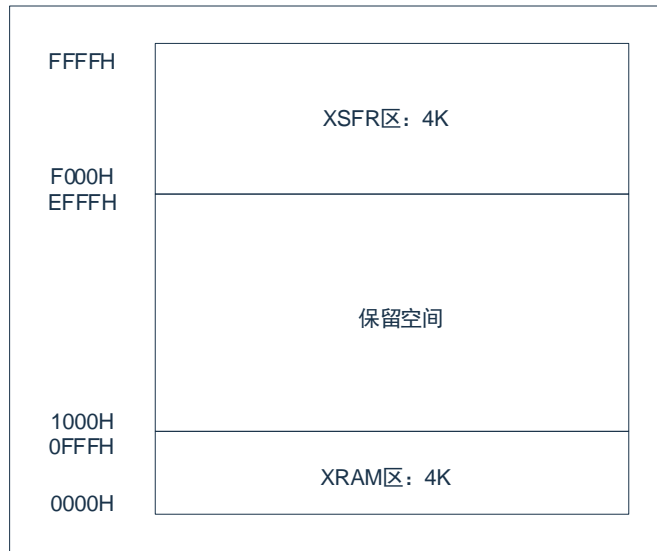 FFFFH
XSFR区：4K
F000H
EFFFH
保留空间
1000H
0FFFH
XRAM区：4K
0000H